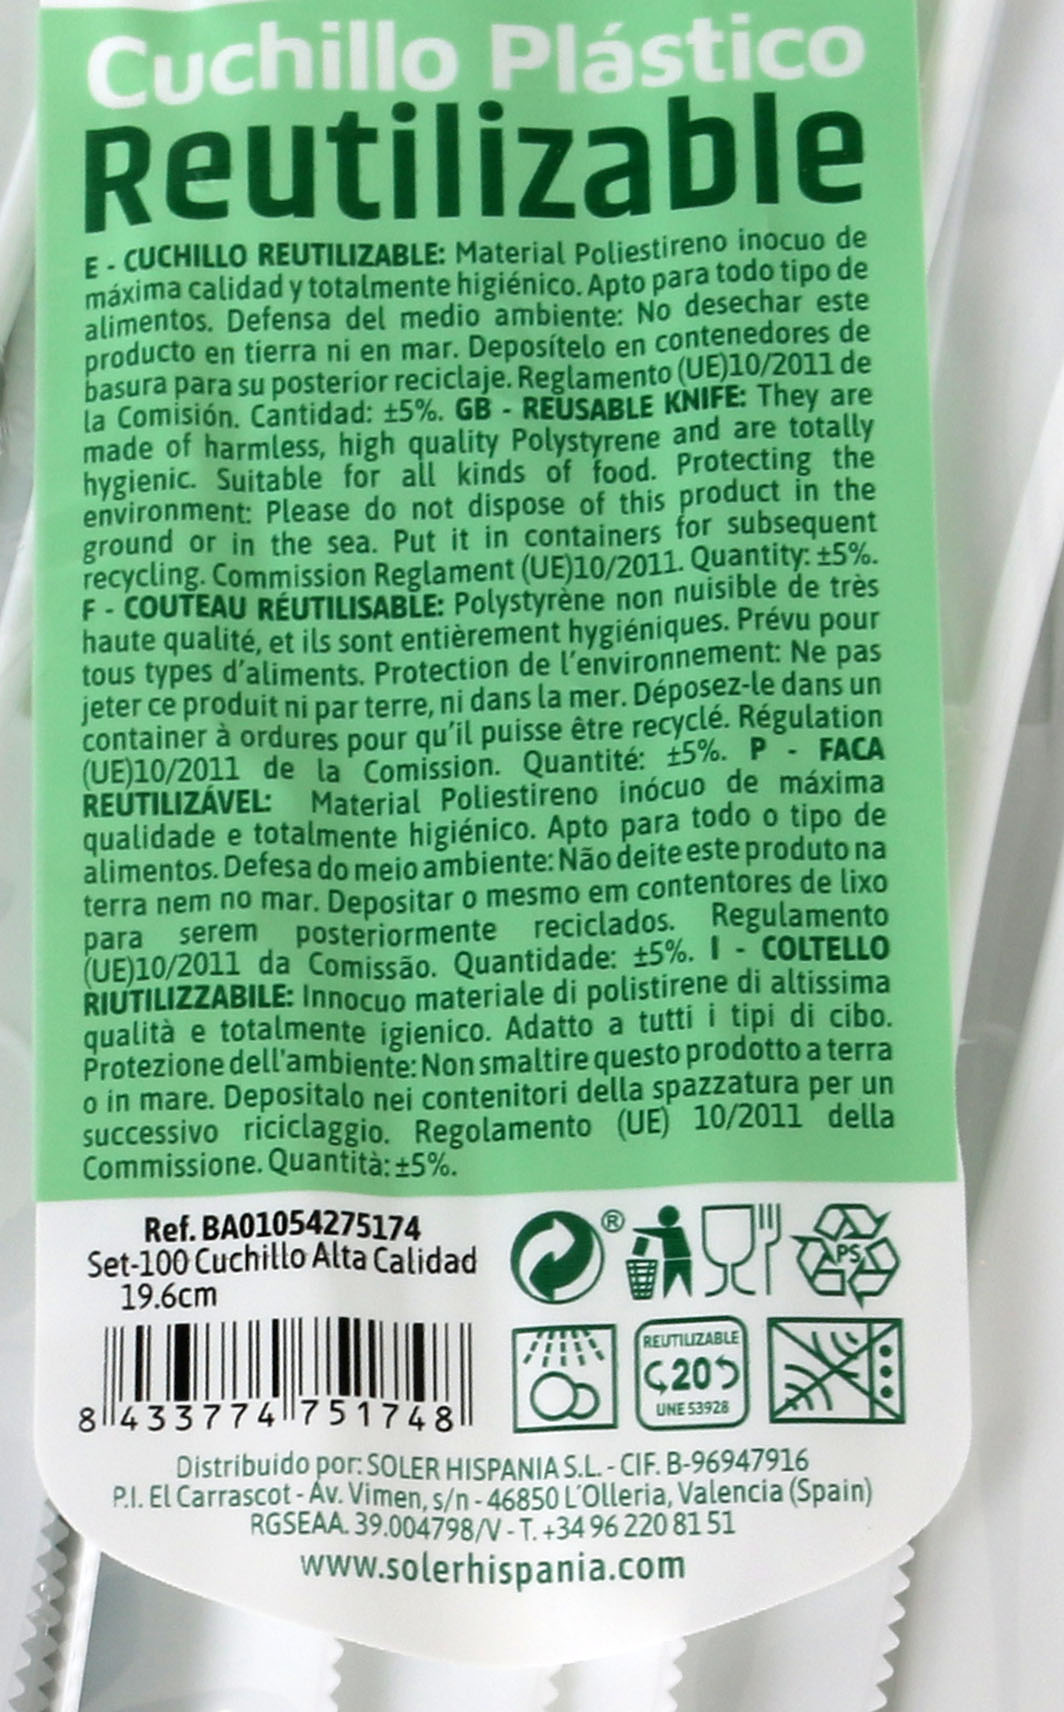 Cuchillo Plástico
Reutilizable
E - CUCHILLO REUTILIZABLE: Material Poliestireno inocuo de
máxima calidad y totalmente higiénico. Apto para todo tipo de
alimentos. Defensa del medio ambiente: No desechar este
producto en tierra ni en mar. Deposítelo en contenedores de
basura para su posterior reciclaje. Reglamento (UE)10/2011 de
la Comisión. Cantidad: ±5%. GB - REUSABLE KNIFE: They are
made of harmless, high quality Polystyrene and are totally
hygienic. Suitable for all kinds of food. Protecting the
environment: Please do not dispose of this product in the
ground or in the sea. Put it in containers for subsequent
recycling. Commission Reglament (UE)10/2011. Quantity: ±5%.
F - COUTEAU RÉUTILISABLE: Polystyrène non nuisible de très
haute qualité, et ils sont entièrement hygiéniques. Prévu pour
tous types d'aliments. Protection de l'environnement: Ne pas
jeter ce produit ni par terre, ni dans la mer. Déposez-le dans un
container à ordures pour qu'il puisse être recyclé. Régulation
(UE)10/2011 de la Comission. Quantité: ±5%. P - FACA
REUTILIZÁVEL: Material Poliestireno inócuo de máxima
qualidade e totalmente higiénico. Apto para todo o tipo de
alimentos. Defesa do meio ambiente: Não deite este produto na
terra nem no mar. Depositar o mesmo em contentores de lixo
para serem posteriormente reciclados. Regulamento
(UE)10/2011 da Comissão. Quantidade: ±5%. I - COLTELLO
RIUTILIZZABILE: Innocuo materiale di polistirene di altissima
qualità e totalmente igienico. Adatto a tutti i tipi di cibo.
Protezione dell'ambiente: Non smaltire questo prodotto a terra
o in mare. Depositalo nei contenitori della spazzatura per un
successivo riciclaggio. Regolamento (UE) 10/2011 della
Commissione. Quantità: ±5%.
Ref. BA01054275174
Set-100 Cuchillo Alta Calidad
19.6cm
®
PS
REUTILIZABLE
20
UNE 53928
8 433774 751748
Distribuido por: SOLER HISPANIA S.L. - CIF. B-96947916
P.I. El Carrascot - Av. Vimen, s/n - 46850 L'Olleria, Valencia (Spain)
RGSEAA. 39.004798/V - T. +34 96 220 81 51
www.solerhispania.com